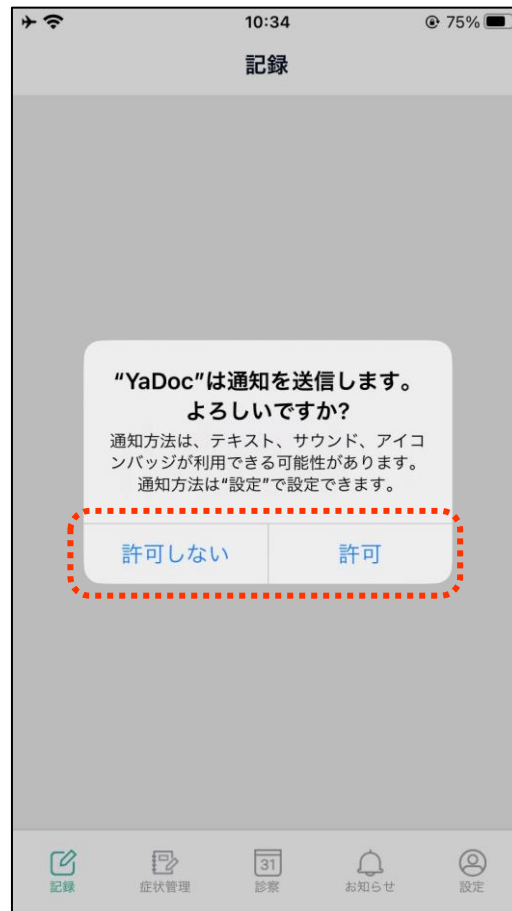 10:34
75%
記録
“YaDoc”は通知を送信します。
よろしいですか?
通知方法は、テキスト、サウンド、アイコ
ンバッジが利用できる可能性があります。
通知方法は“設定”で設定できます。
許可しない
許可
31
記録
症状管理
診察
お知らせ
設定